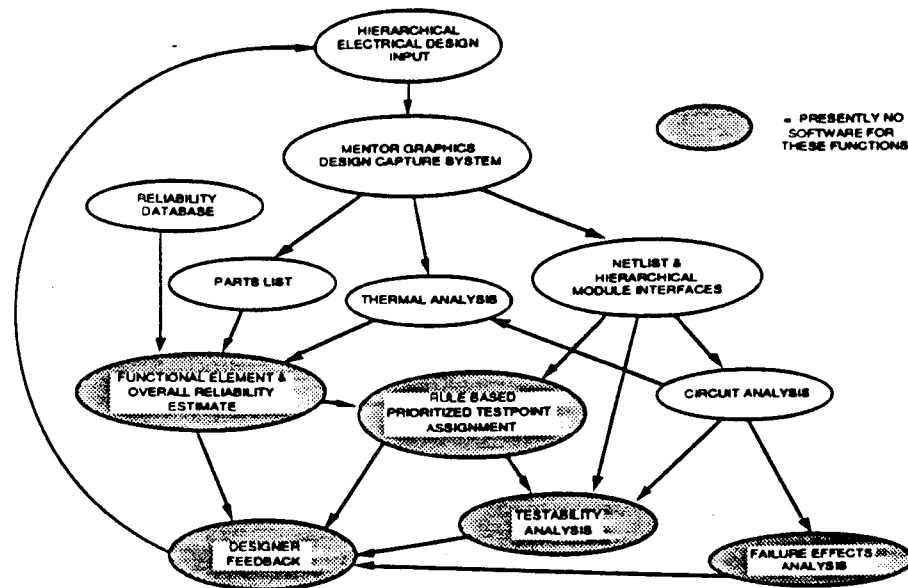 HIERARCHICAL
ELECTRICAL DESIGN
INPUT
MENTOR GRAPHICS
DESIGN CAPTURE SYSTEM
= PRESENTLY NO
SOFTWARE FOR
THESE FUNCTIONS
RELIABILITY
DATABASE
PARTS LIST
THERMAL ANALYSIS
NETLIST &
HIERARCHICAL
MODULE INTERFACES
FUNCTIONAL ELEMENT &
OVERALL RELIABILITY
ESTIMATE
RULE BASED
PRIORITIZED TESTPOINT
ASSIGNMENT
CIRCUIT ANALYSIS
TESTABILITY
ANALYSIS
DESIGNER
FEEDBACK
FAILURE EFFECTS
ANALYSIS